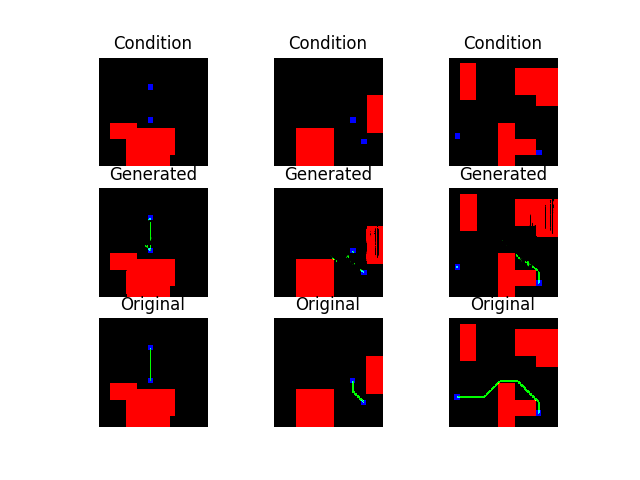 Condition Condition Condition
Generated Generated Generated
Original Original Original